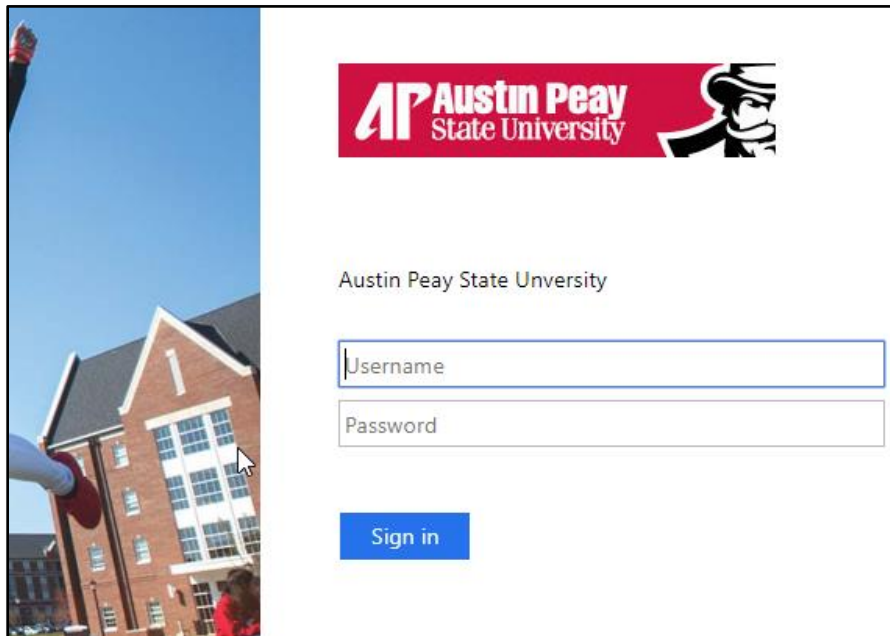 AP Austin Peay
State University
Austin Peay State Unversity
Username
Password
Sign in